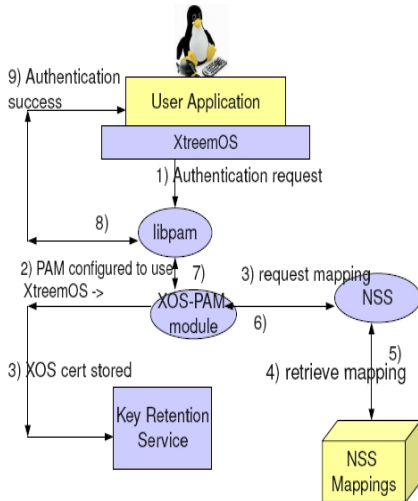 9) Authentication
success
User Application
XtreemOS
1) Authentication request
8)
libpam
2) PAM configured to use
XtreemOS ->
7)
3) request mapping
XOS-PAM
module
NSS
6)
5)
3) XOS cert stored
4) retrieve mapping
Key Retention
Service
NSS
Mappings